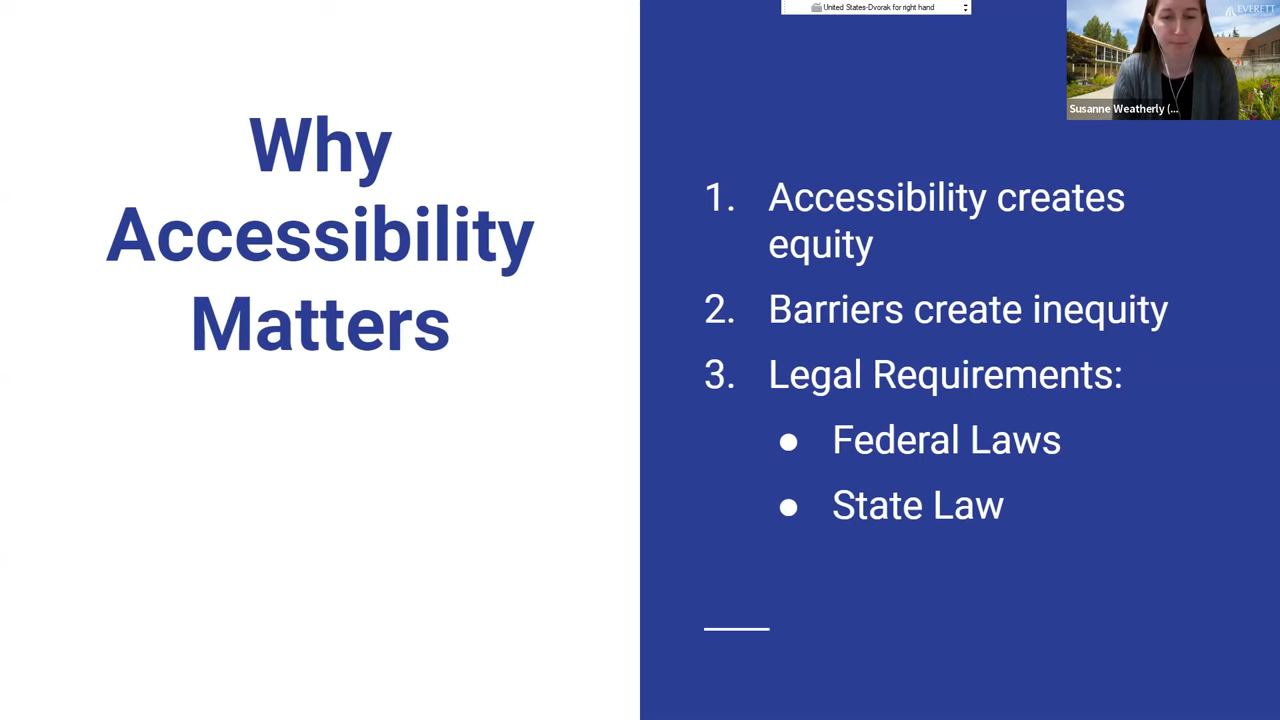 United States-Dvorak for right hand
EVERETT
Susanne Weatherly (...
Why
Accessibility
Matters
1. Accessibility creates
equity
2. Barriers create inequity
3. Legal Requirements:
● Federal Laws
● State Law